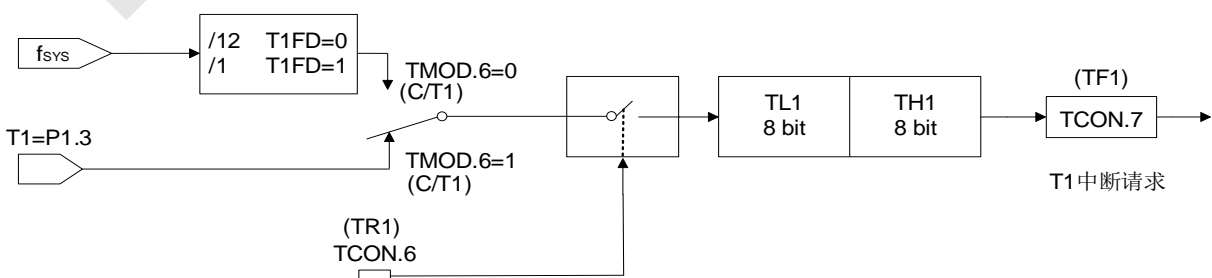 fSYS
/12 T1FD=0
/1 T1FD=1
TMOD.6=0
(C/T1)
T1=P1.3
TMOD.6=1
(C/T1)
(TR1)
TCON.6
TL1
8 bit
TH1
8 bit
(TF1)
TCON.7
T1中断请求